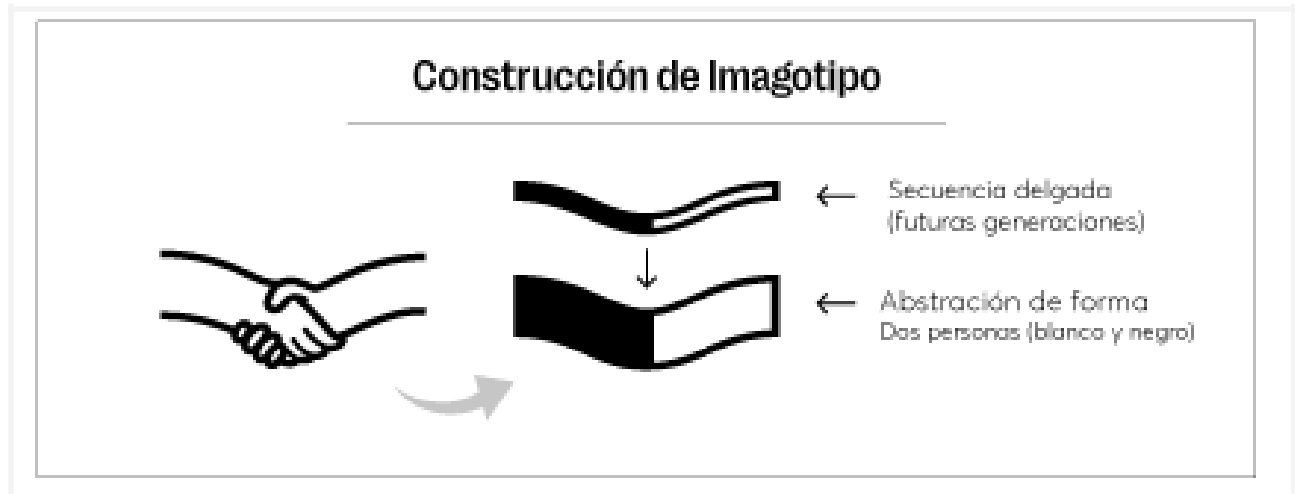 Construcción de Imagotipo
Secuencia delgada
(futuras generaciones)
Abstración de forma
Dos personas (blanco y negro)